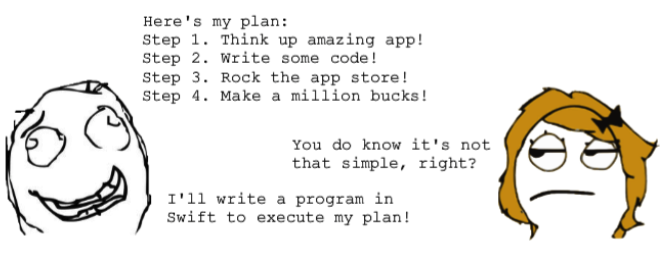 Here's my plan:
Step 1. Think up amazing app!
Step 2. Write some code!
Step 3. Rock the app store!
Step 4. Make a million bucks!
You do know it's not
that simple, right?
I'll write a program in
Swift to execute my plan!